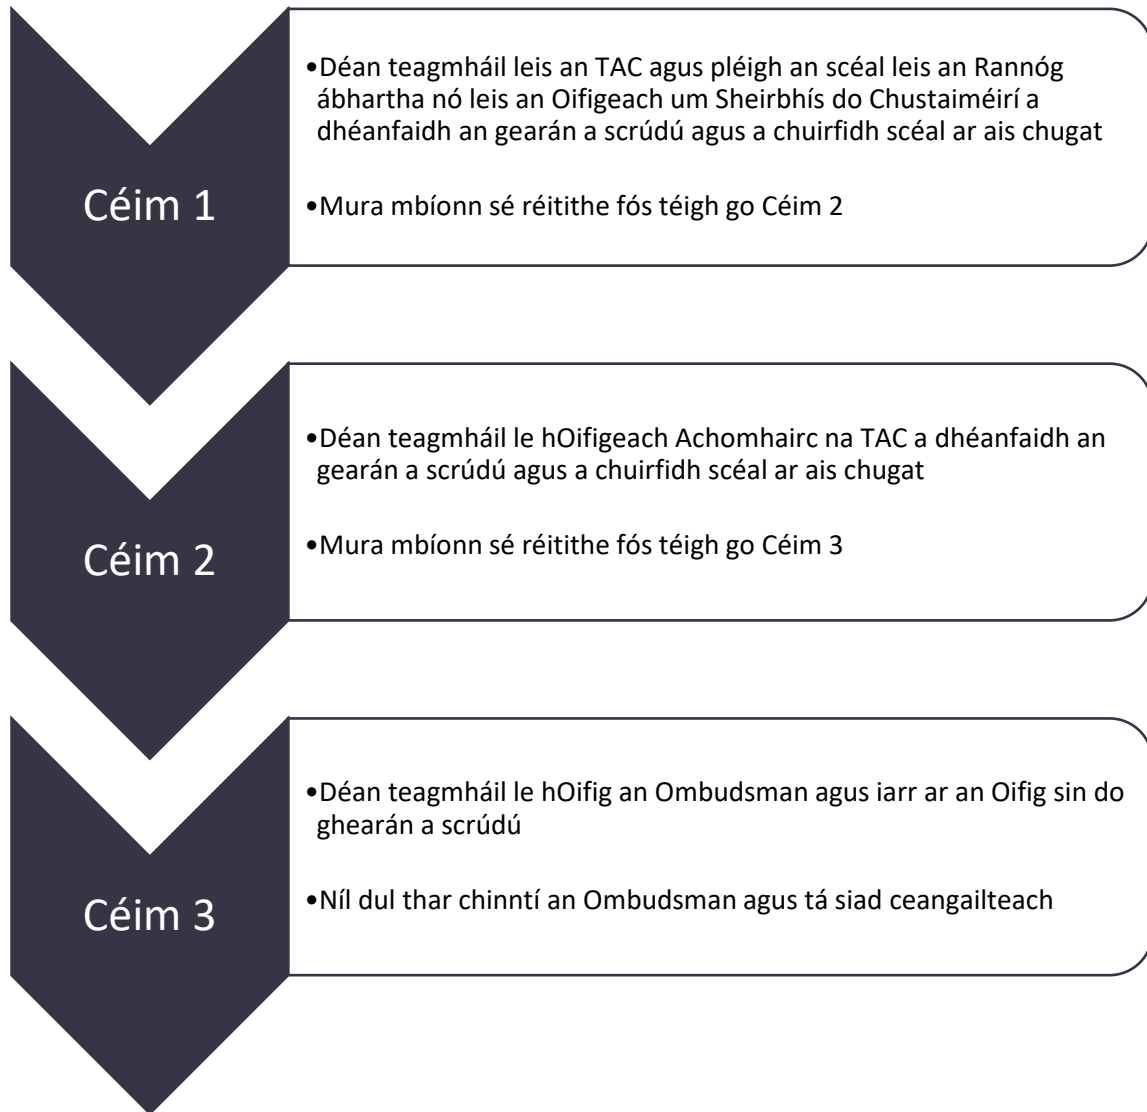 Céim 1
•Déan teagmháil leis an TAC agus pléigh an scéal leis an Rannóg
ábhartha nó leis an Oifigeach um Sheirbhís do Chustaiméirí a
dhéanfaidh an gearán a scrúdú agus a chuirfidh scéal ar ais chugat
•Mura mbíonn sé réitithe fós téigh go Céim 2
Céim 2
•Déan teagmháil le hOifigeach Achomhairc na TAC a dhéanfaidh an
gearán a scrúdú agus a chuirfidh scéal ar ais chugat
•Mura mbíonn sé réitithe fós téigh go Céim 3
Céim 3
•Déan teagmháil le hOifig an Ombudsman agus iarr ar an Oifig sin do
ghearán a scrúdú
•Níl dul thar chinntí an Ombudsman agus tá siad ceangailteach